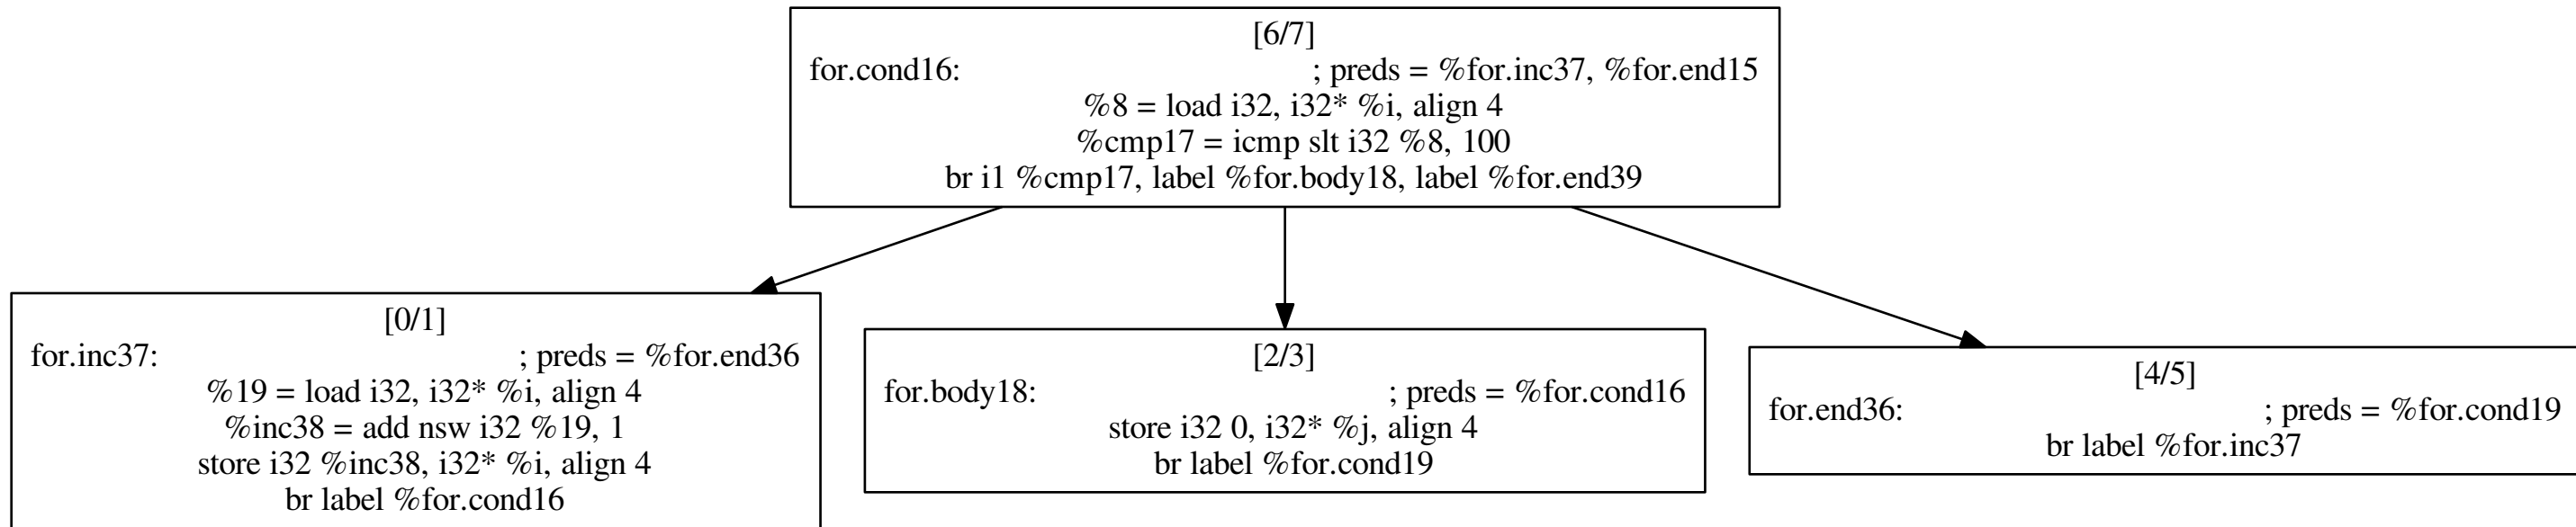 [6/7]
for.cond16: ; preds = %for.inc37, %for.end15
%8 = load i32, i32* %i, align 4
%cmp17 = icmp slt i32 %8, 100
br i1 %cmp17, label %for.body18, label %for.end39
[0/1]
for.inc37: ; preds = %for.end36
%19 = load i32, i32* %i, align 4
%inc38 = add nsw i32 %19, 1
store i32 %inc38, i32* %i, align 4
br label %for.cond16
[2/3]
for.body18: ; preds = %for.cond16
store i32 0, i32* %j, align 4
br label %for.cond19
[4/5]
for.end36: ; preds = %for.cond19
br label %for.inc37